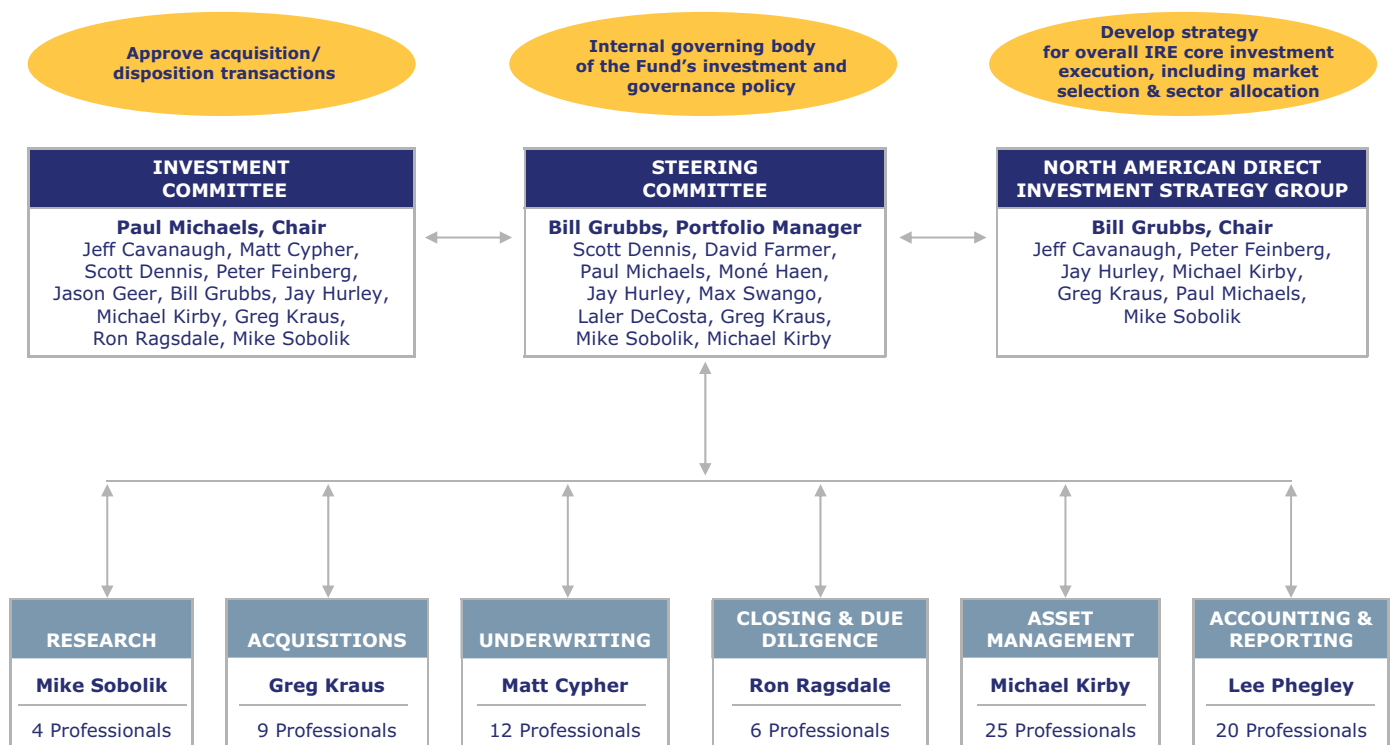 Approve acquisition/
disposition transactions
Internal governing body
of the Fund's investment and
governance policy
Develop strategy
for overall IRE core investment
execution, including market
selection & sector allocation
INVESTMENT
COMMITTEE
Paul Michaels, Chair
Jeff Cavanaugh, Matt Cypher,
Scott Dennis, Peter Feinberg,
Jason Geer, Bill Grubbs, Jay Hurley,
Michael Kirby, Greg Kraus,
Ron Ragsdale, Mike Sobolik
STEERING
COMMITTEE
Bill Grubbs, Portfolio Manager
Scott Dennis, David Farmer,
Paul Michaels, Moné Haen,
Jay Hurley, Max Swango,
Laler DeCosta, Greg Kraus,
Mike Sobolik, Michael Kirby
NORTH AMERICAN DIRECT
INVESTMENT STRATEGY GROUP
Bill Grubbs, Chair
Jeff Cavanaugh, Peter Feinberg,
Jay Hurley, Michael Kirby,
Greg Kraus, Paul Michaels,
Mike Sobolik
RESEARCH
Mike Sobolik
4 Professionals
ACQUISITIONS
Greg Kraus
9 Professionals
UNDERWRITING
Matt Cypher
12 Professionals
CLOSING & DUE
DILIGENCE
Ron Ragsdale
6 Professionals
ASSET
MANAGEMENT
Michael Kirby
25 Professionals
ACCOUNTING &
REPORTING
Lee Phegley
20 Professionals